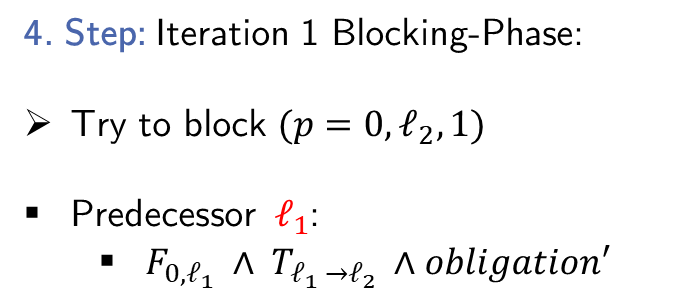 4. Step: Iteration 1 Blocking-Phase:
➤ Try to block (p = 0, ℓ₂, 1)
▪ Predecessor ℓ₁:
▪ F₀,ℓ₁ ∧ Tℓ₁→ℓ₂ ∧ obligation′